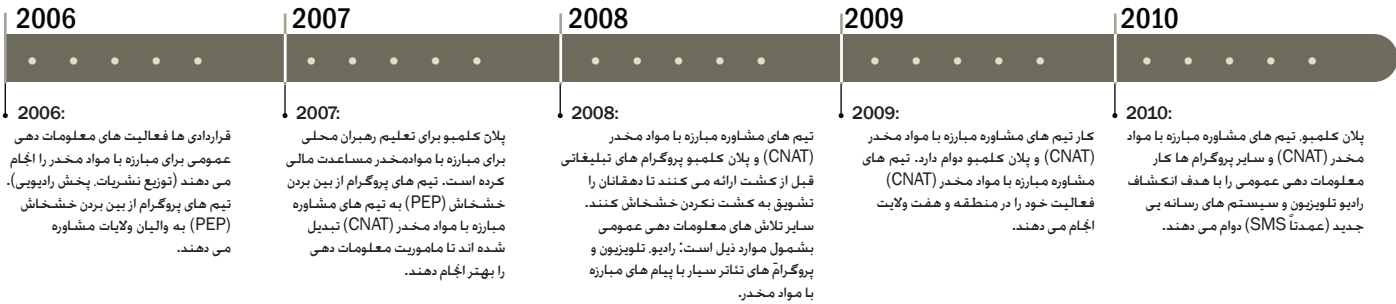 2006
2007
2008
2009
2010
2006:
قراردادی ها فعالیت های معلومات دهی
عمومی برای مبارزه با مواد مخدر را انجام
می دهند (توزیع نشریات، پخش رادیویی).
تیم های پروگرام از بین بردن خشخاش
(PEP) به والیان ولایات مشاوره
می دهند.
2007:
پلان کلمبو برای تعلیم رهبران محلی
برای مبارزه با موادمخدر مساعدت مالی
کرده است. تیم های پروگرام از بین بردن
خشخاش (PEP) به تیم های مشاوره
مبارزه با مواد مخدر (CNAT) تبدیل
شده اند تا ماموریت معلومات دهی
را بهتر انجام دهند.
2008:
تیم های مشاوره مبارزه با مواد مخدر
(CNAT) و پلان کلمبو پروگرام های تبلیغاتی
قبل از کشت ارائه می کنند تا دهقانان را
تشویق به کشت نکردن خشخاش کنند.
سایر تلاش های معلومات دهی عمومی
بشمول موارد ذیل است: رادیو، تلویزیون و
پروگرام های تئاتر سیار با پیام های مبارزه
با مواد مخدر.
2009:
کار تیم های مشاوره مبارزه با مواد مخدر
(CNAT) و پلان کلمبو دوام دارد. تیم های
مشاوره مبارزه با مواد مخدر (CNAT)
فعالیت خود را در منطقه و هفت ولایت
انجام می دهند.
2010:
پلان کلمبو، تیم های مشاوره مبارزه با مواد
مخدر (CNAT) و سایر پروگرام ها کار
معلومات دهی عمومی را با هدف انکشاف
رادیو تلویزیون و سیستم های رسانه یی
جدید (عمدتاً SMS) دوام می دهند.